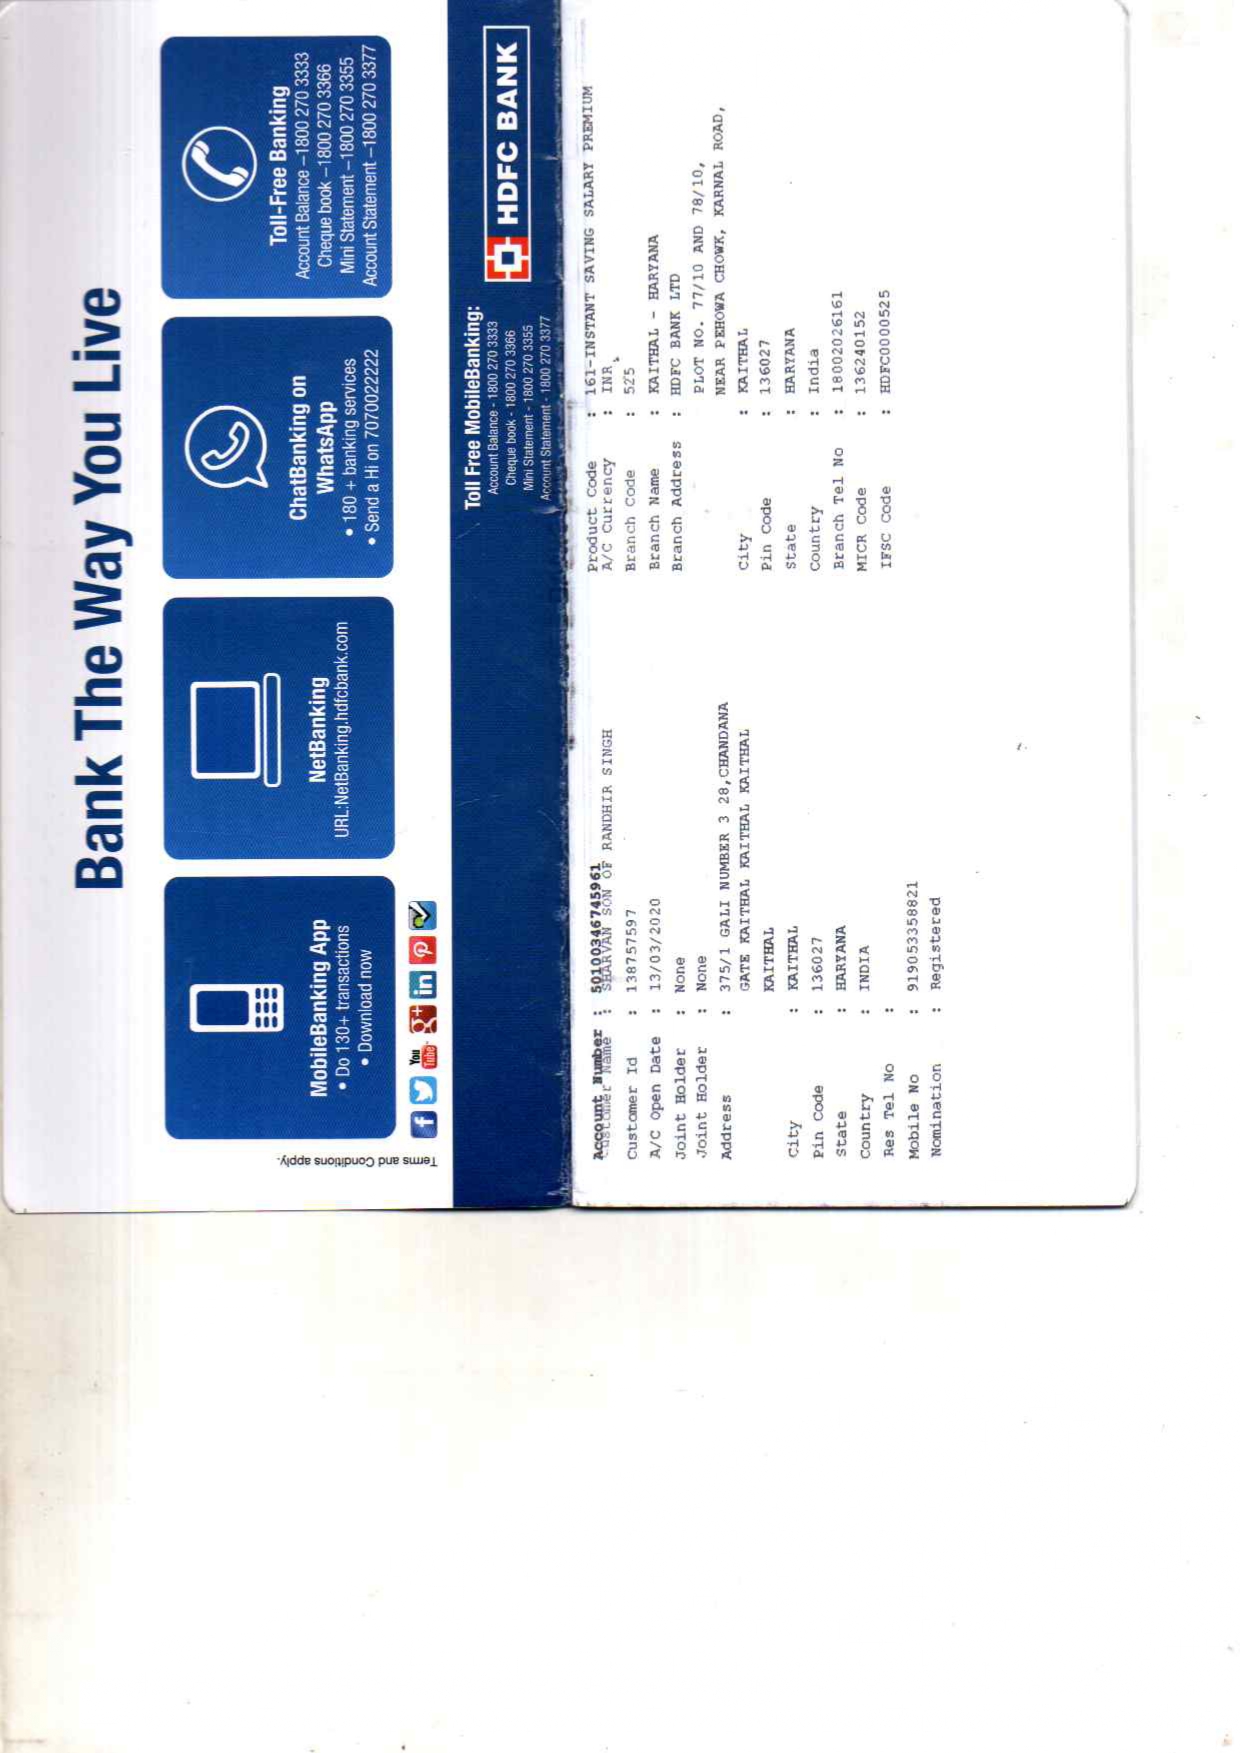 Bank The Way You Live
Terms and Conditions apply.
MobileBanking App
• Do 130+ transactions
• Download now
NetBanking
URL:NetBanking.hdfcbank.com
ChatBanking on
WhatsApp
• 180 + banking services
• Send a Hi on 7070022222
Toll-Free Banking
Account Balance –1800 270 3333
Cheque book –1800 270 3366
Mini Statement –1800 270 3355
Account Statement –1800 270 3377
f You Tube g+ in p
Toll Free MobileBanking:
Account Balance - 1800 270 3333
Cheque book - 1800 270 3366
Mini Statement - 1800 270 3355
Account Statement - 1800 270 3377
HDFC BANK
Account Number : 50100346745961
Customer Name : SHARVAN SON OF RANDHIR SINGH
Customer Id : 138757597
A/C Open Date : 13/03/2020
Joint Holder : None
Joint Holder : None
Address : 375/1 GALI NUMBER 3 28,CHANDANA
GATE KAITHAL KAITHAL KAITHAL
KAITHAL
City : KAITHAL
Pin Code : 136027
State : HARYANA
Country : INDIA
Res Tel No :
Mobile No : 919053358821
Nomination : Registered
Product Code : 161-INSTANT SAVING SALARY PREMIUM
A/C Currency : INR
Branch Code : 525
Branch Name : KAITHAL - HARYANA
Branch Address : HDFC BANK LTD
PLOT NO. 77/10 AND 78/10,
NEAR PEHOWA CHOWK, KARNAL ROAD,
City : KAITHAL
Pin Code : 136027
State : HARYANA
Country : India
Branch Tel No : 18002026161
MICR Code : 136240152
IFSC Code : HDFC0000525